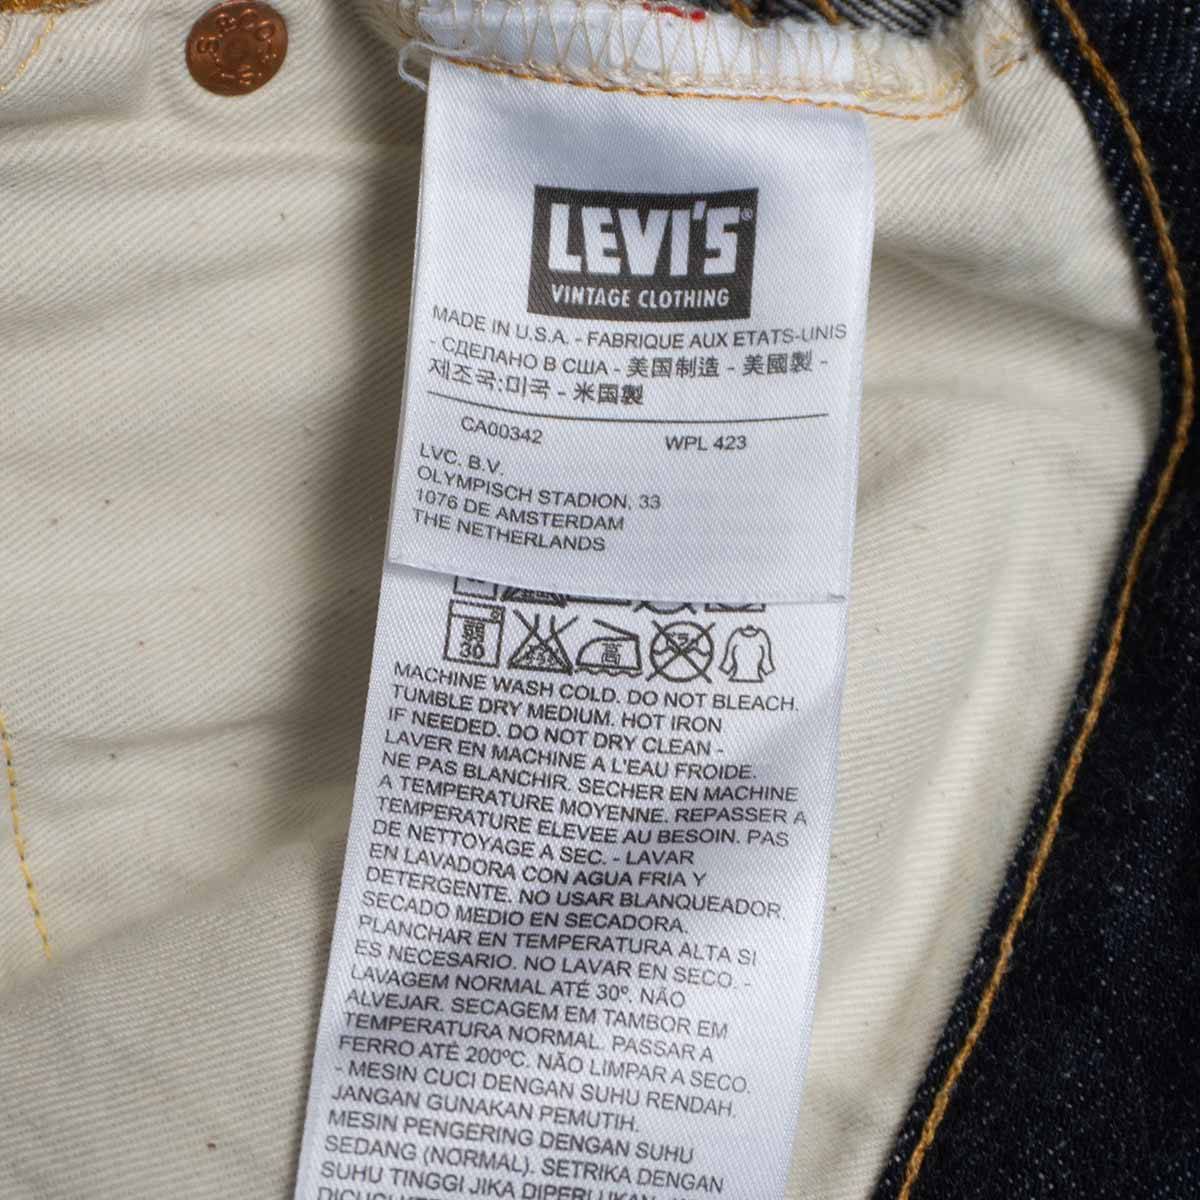 LEVI'S®
VINTAGE CLOTHING
MADE IN U.S.A. - FABRIQUE AUX ETATS-UNIS
- СДЕЛАНО В США - 美国制造 - 美國製 -
제조국:미국 - 米国製
CA00342 WPL 423
LVC. B.V.
OLYMPISCH STADION, 33
1076 DE AMSTERDAM
THE NETHERLANDS
弱 高
30
MACHINE WASH COLD. DO NOT BLEACH.
TUMBLE DRY MEDIUM. HOT IRON
IF NEEDED. DO NOT DRY CLEAN -
LAVER EN MACHINE A L'EAU FROIDE.
NE PAS BLANCHIR. SECHER EN MACHINE
A TEMPERATURE MOYENNE. REPASSER A
TEMPERATURE ELEVEE AU BESOIN. PAS
DE NETTOYAGE A SEC. - LAVAR
EN LAVADORA CON AGUA FRIA Y
DETERGENTE. NO USAR BLANQUEADOR.
SECADO MEDIO EN SECADORA.
PLANCHAR EN TEMPERATURA ALTA SI
ES NECESARIO. NO LAVAR EN SECO. -
LAVAGEM NORMAL ATÉ 30º. NÃO
ALVEJAR. SECAGEM EM TAMBOR EM
TEMPERATURA NORMAL. PASSAR A
FERRO ATÉ 200ºC. NÃO LIMPAR A SECO.
- MESIN CUCI DENGAN SUHU RENDAH.
JANGAN GUNAKAN PEMUTIH.
MESIN PENGERING DENGAN SUHU
SEDANG (NORMAL). SETRIKA DENGAN
SUHU TINGGI JIKA DIPERLUKAN.